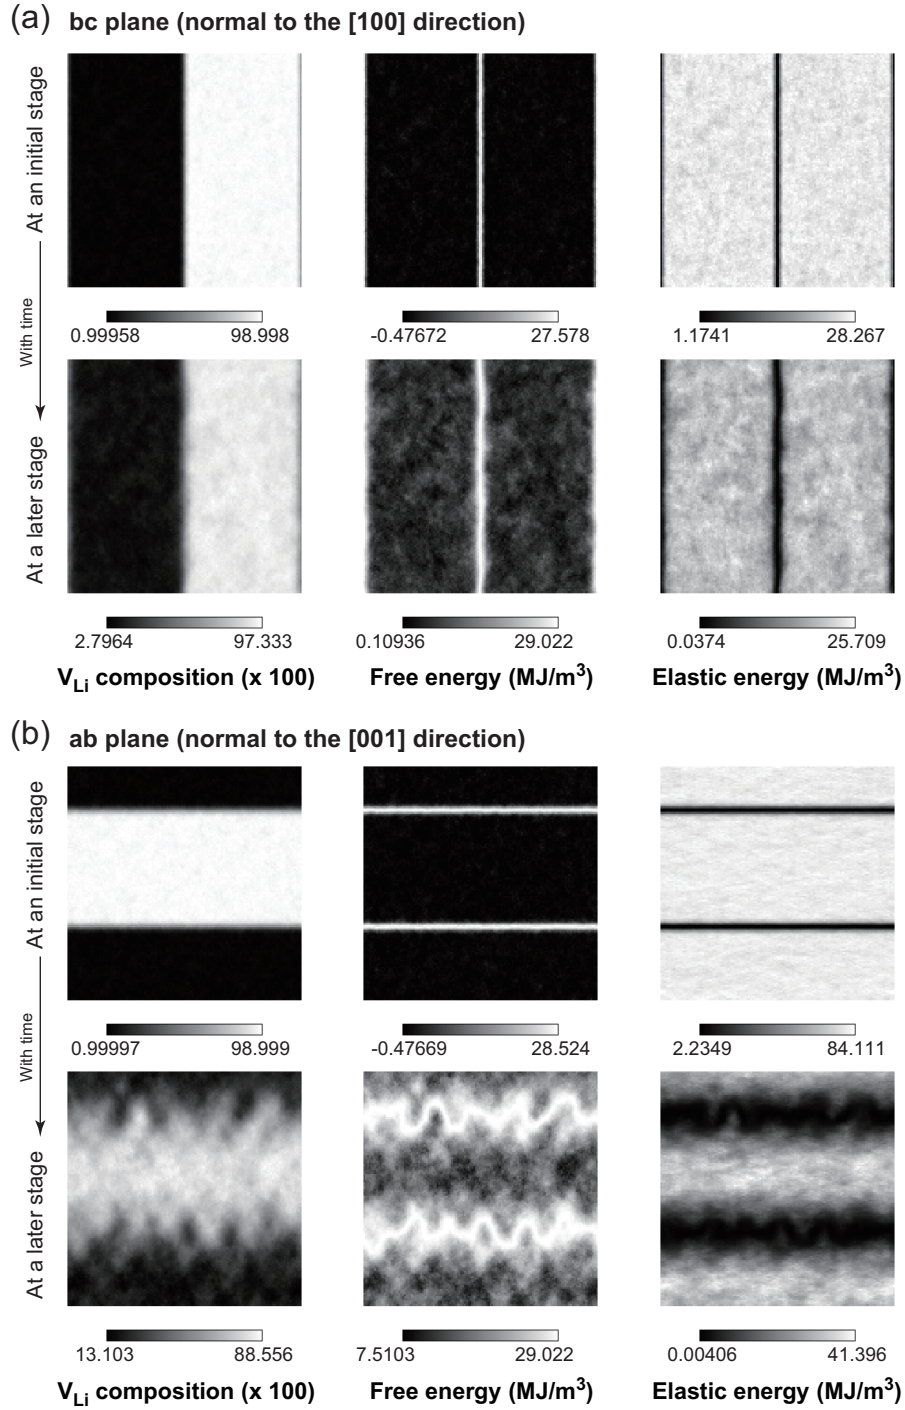 (a) bc plane (normal to the [100] direction)
At an initial stage
With time
At a later stage
0.99958 98.998
-0.47672 27.578
1.1741 28.267
2.7964 97.333
0.10936 29.022
0.0374 25.709
V_Li composition (x 100)
Free energy (MJ/m³)
Elastic energy (MJ/m³)
(b) ab plane (normal to the [001] direction)
At an initial stage
With time
At a later stage
0.99997 98.999
-0.47669 28.524
2.2349 84.111
13.103 88.556
7.5103 29.022
0.00406 41.396
V_Li composition (x 100)
Free energy (MJ/m³)
Elastic energy (MJ/m³)